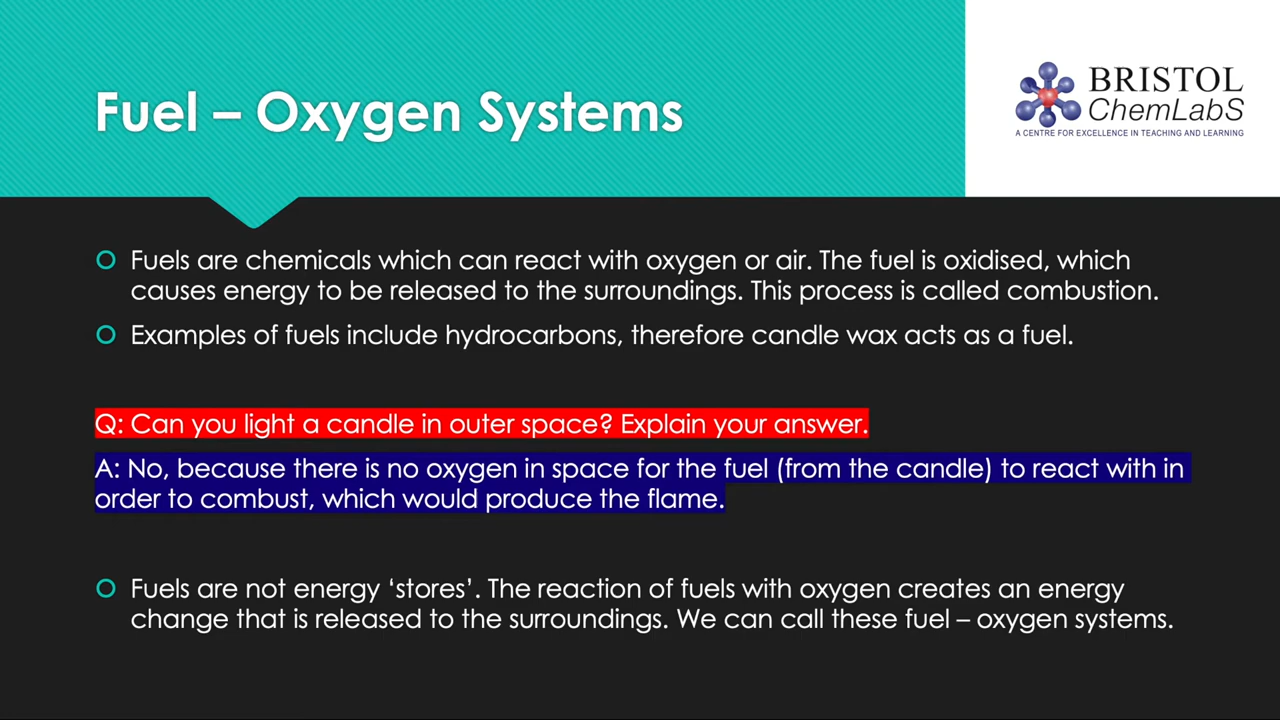 Fuel – Oxygen Systems
BRISTOL
ChemLabS
A CENTRE FOR EXCELLENCE IN TEACHING AND LEARNING
Fuels are chemicals which can react with oxygen or air. The fuel is oxidised, which
causes energy to be released to the surroundings. This process is called combustion.
Examples of fuels include hydrocarbons, therefore candle wax acts as a fuel.
Q: Can you light a candle in outer space? Explain your answer.
A: No, because there is no oxygen in space for the fuel (from the candle) to react with in
order to combust, which would produce the flame.
Fuels are not energy ‘stores’. The reaction of fuels with oxygen creates an energy
change that is released to the surroundings. We can call these fuel – oxygen systems.